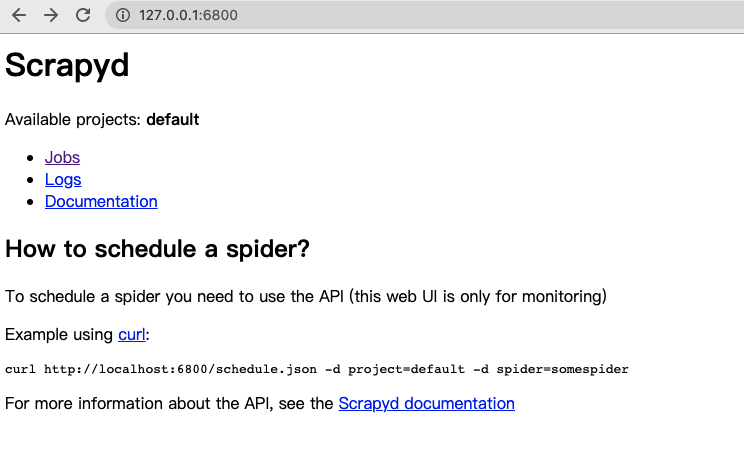 127.0.0.1:6800
Scrapyd
Available projects: default
Jobs
Logs
Documentation
How to schedule a spider?
To schedule a spider you need to use the API (this web UI is only for monitoring)
Example using curl:
curl http://localhost:6800/schedule.json -d project=default -d spider=somespider
For more information about the API, see the Scrapyd documentation